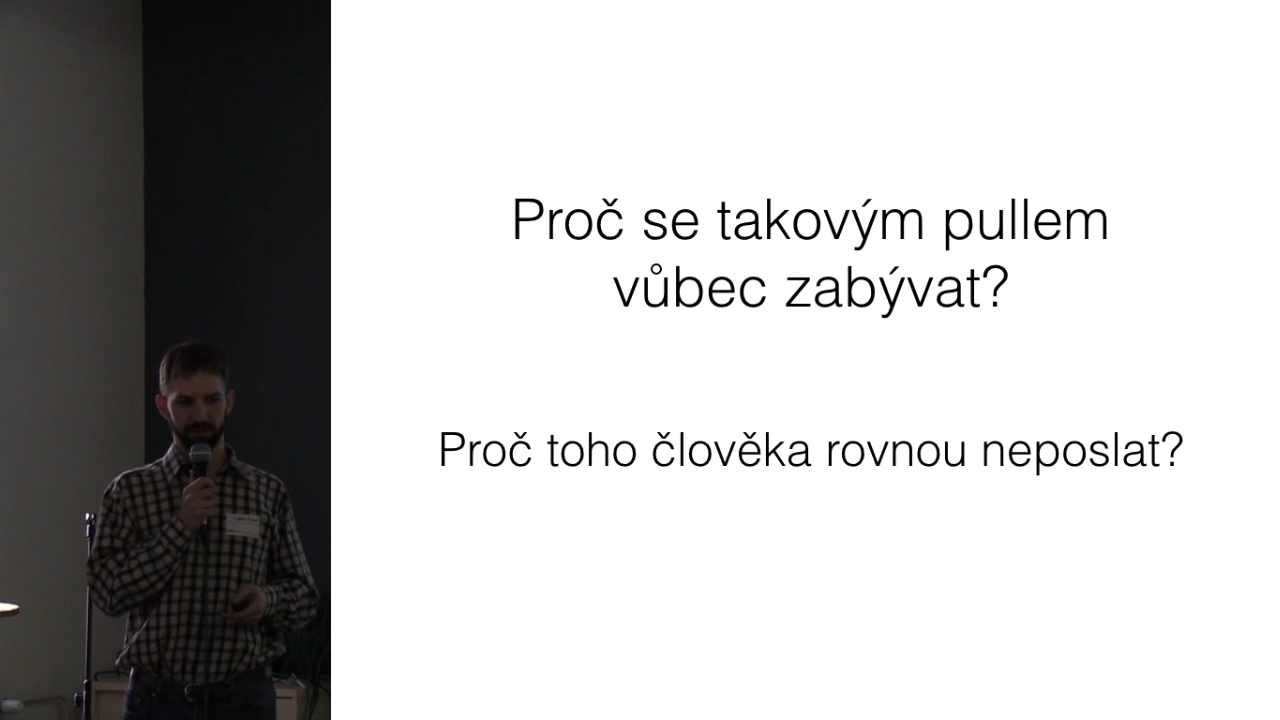 Proč se takovým pullem
vůbec zabývat?
Proč toho člověka rovnou neposlat?